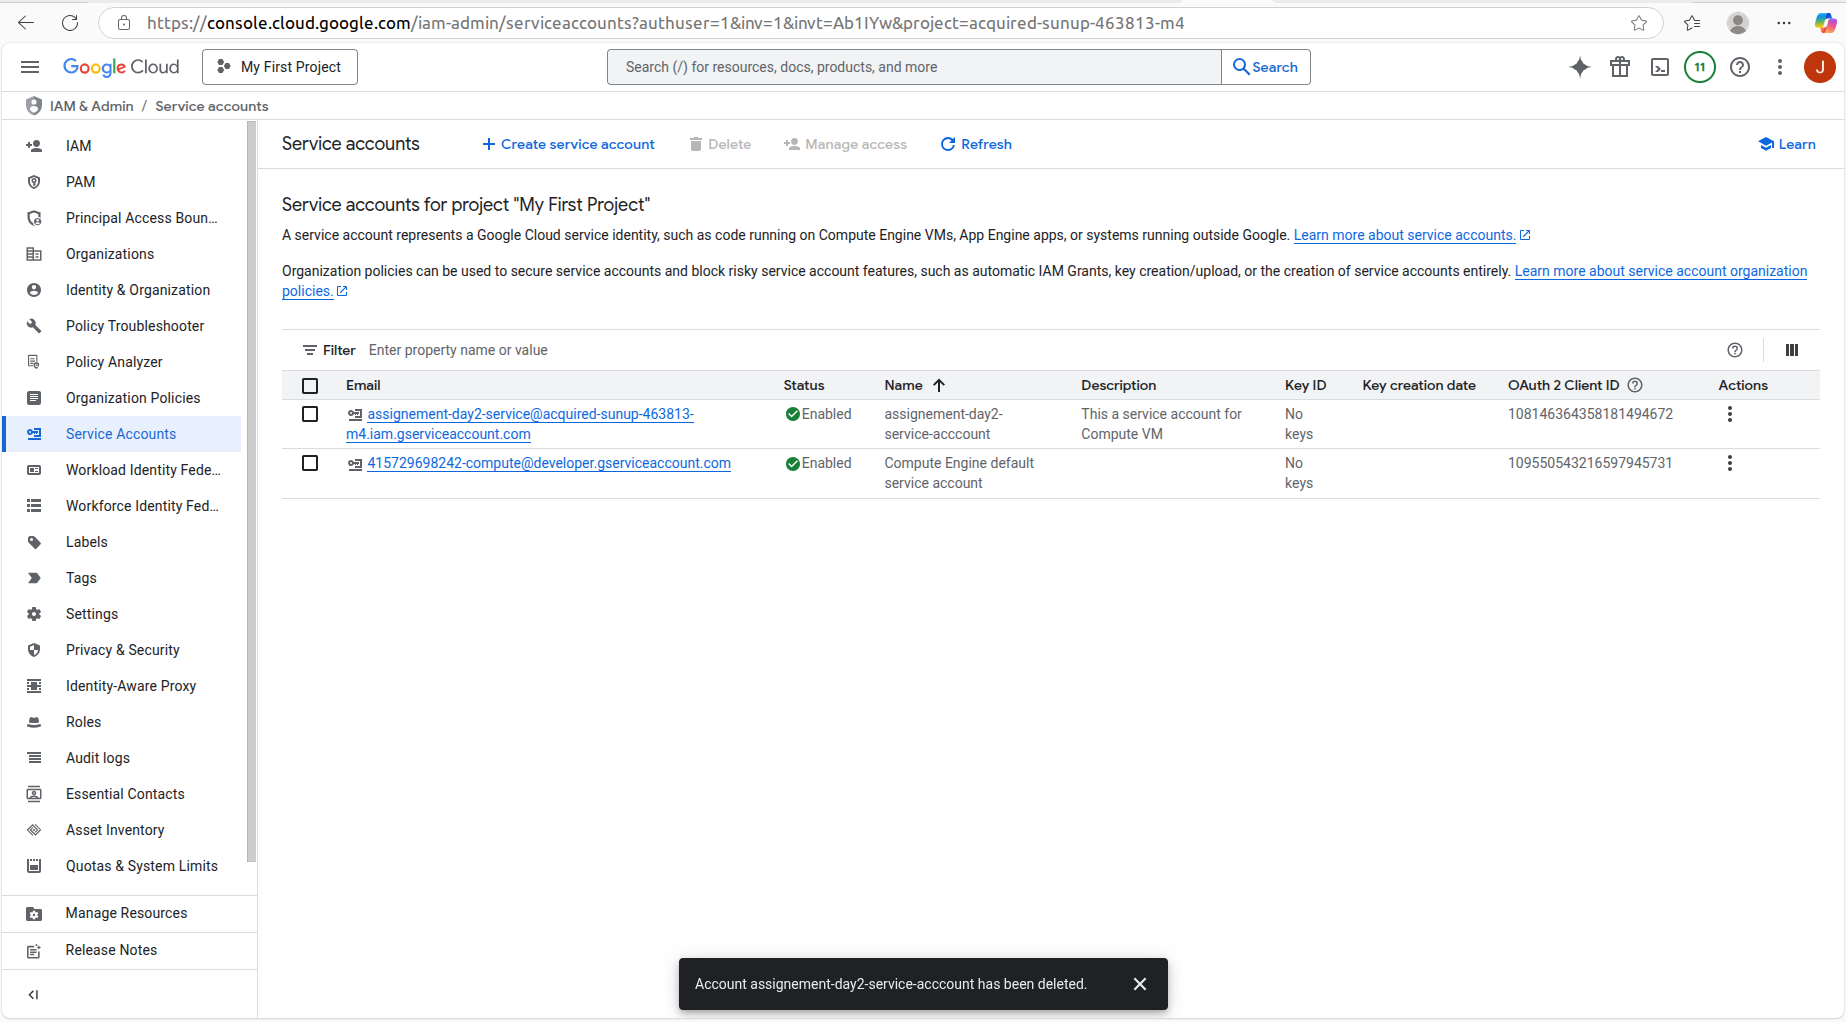 https://console.cloud.google.com/iam-admin/serviceaccounts?authuser=1&inv=1&invt=Ab1IYw&project=acquired-sunup-463813-m4
Google Cloud
My First Project
Search (/) for resources, docs, products, and more
Search
11
J
IAM & Admin / Service accounts
IAM
PAM
Principal Access Boun...
Organizations
Identity & Organization
Policy Troubleshooter
Policy Analyzer
Organization Policies
Service Accounts
Workload Identity Fede...
Workforce Identity Fed...
Labels
Tags
Settings
Privacy & Security
Identity-Aware Proxy
Roles
Audit logs
Essential Contacts
Asset Inventory
Quotas & System Limits
Manage Resources
Release Notes
Service accounts
Create service account
Delete
Manage access
Refresh
Learn
Service accounts for project "My First Project"
A service account represents a Google Cloud service identity, such as code running on Compute Engine VMs, App Engine apps, or systems running outside Google. Learn more about service accounts.
Organization policies can be used to secure service accounts and block risky service account features, such as automatic IAM Grants, key creation/upload, or the creation of service accounts entirely. Learn more about service account organization
policies.
Filter Enter property name or value
Email Status Name Description Key ID Key creation date OAuth 2 Client ID Actions
assignement-day2-service@acquired-sunup-463813- Enabled assignement-day2- This a service account for No 108146364358181494672
m4.iam.gserviceaccount.com service-acccount Compute VM keys
415729698242-compute@developer.gserviceaccount.com Enabled Compute Engine default No 109550543216597945731
service account keys
Account assignement-day2-service-acccount has been deleted.